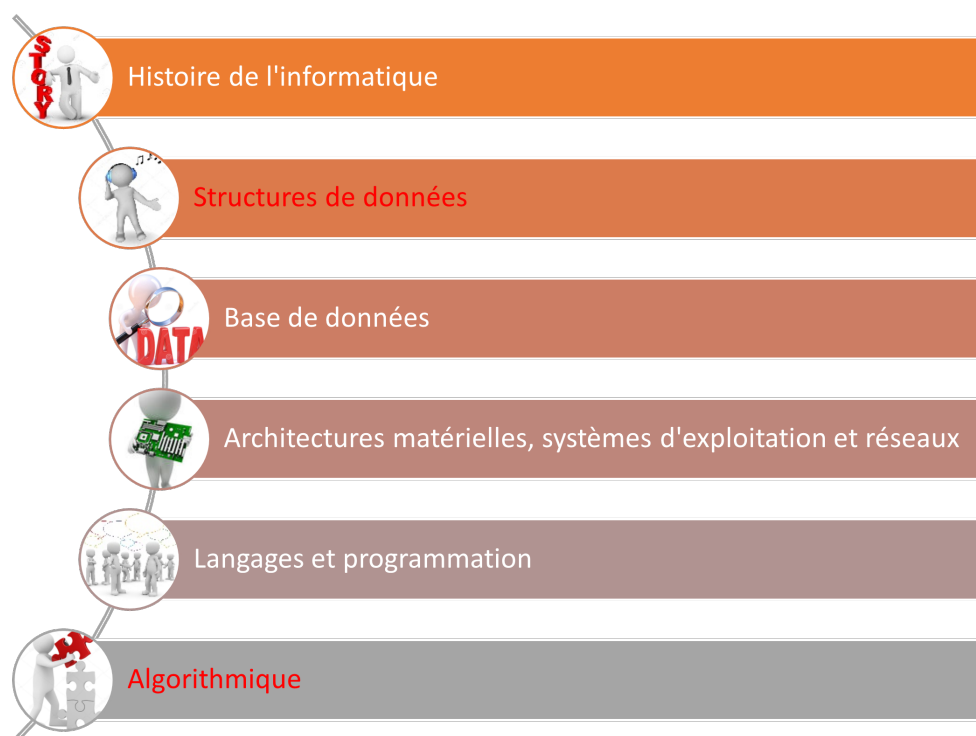 STORY
Histoire de l'informatique
Structures de données
DATA
Base de données
Architectures matérielles, systèmes d'exploitation et réseaux
Langages et programmation
Algorithmique